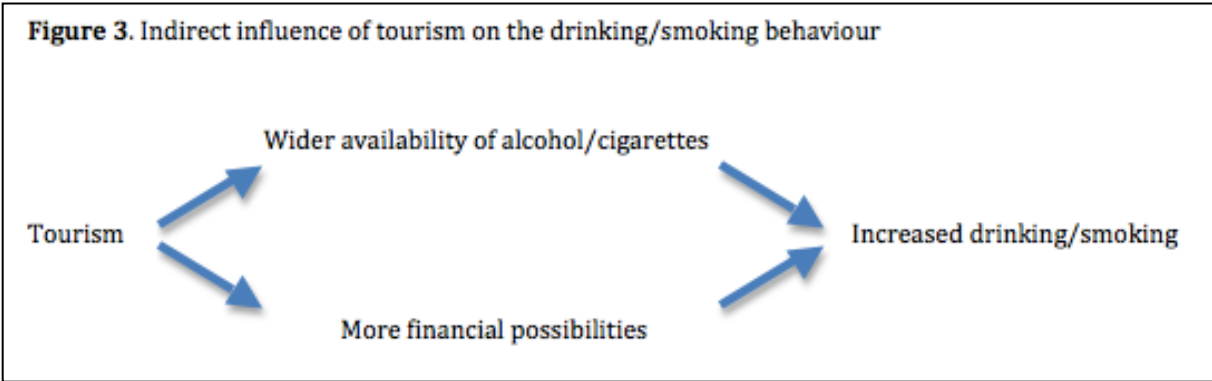 Figure 3. Indirect influence of tourism on the drinking/smoking behaviour
Wider availability of alcohol/cigarettes
Tourism
Increased drinking/smoking
More financial possibilities